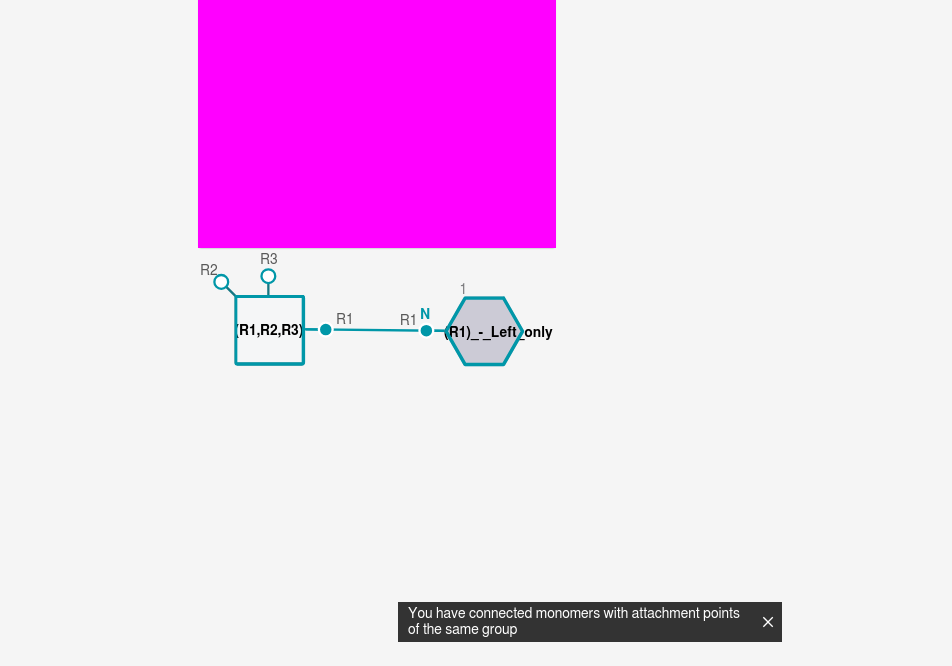 R3
R2
1
N
R1
R1
(R1,R2,R3)
(R1)_-_Left_only
You have connected monomers with attachment points
of the same group